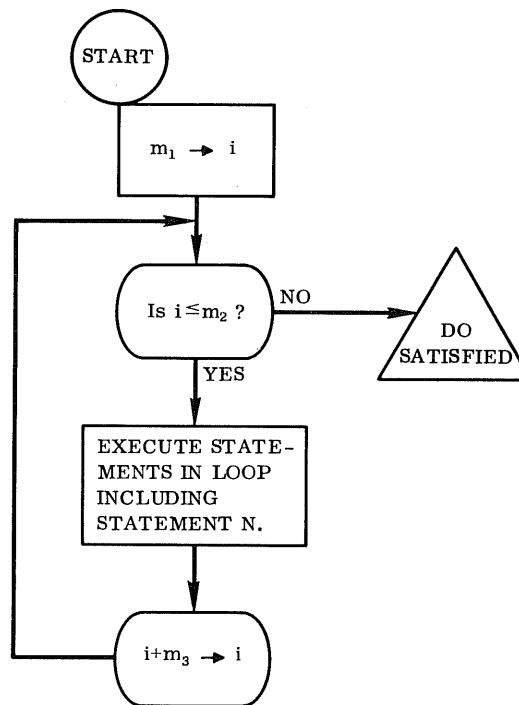 START
m₁ → i
Is i≤m₂ ?
NO
DO
SATISFIED
YES
EXECUTE STATE-
MENTS IN LOOP
INCLUDING
STATEMENT N.
i+m₃ → i